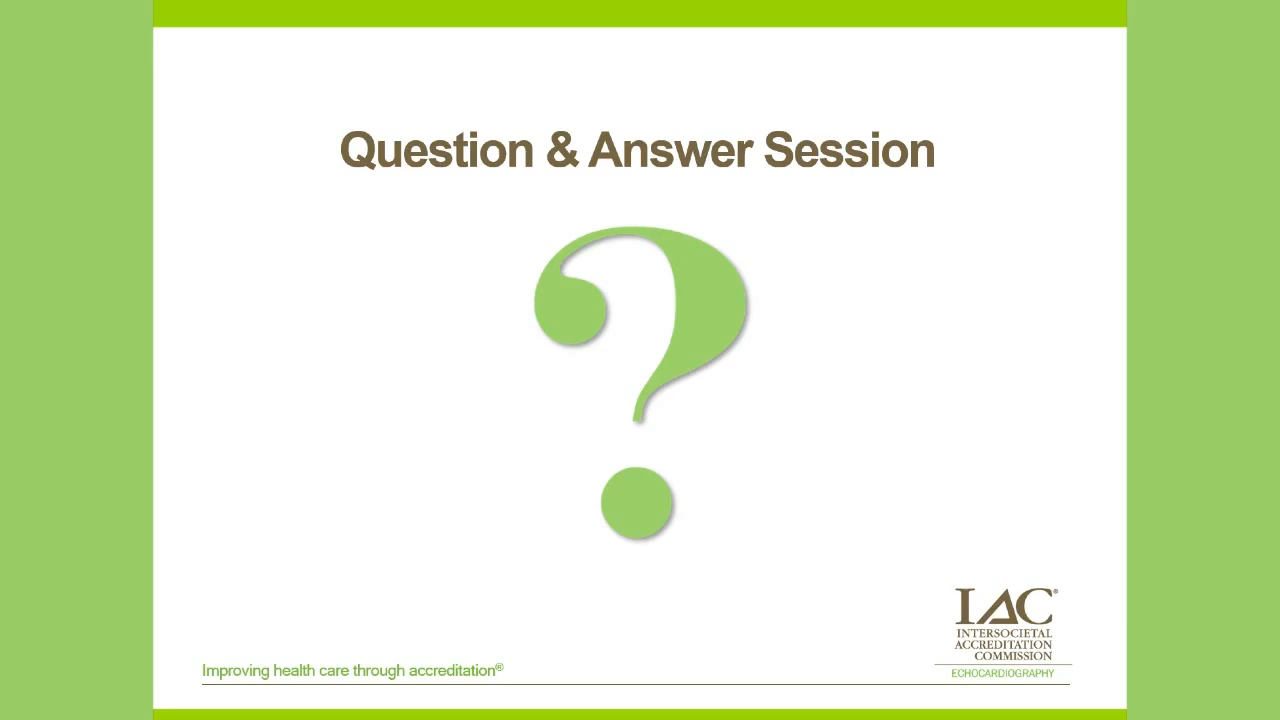 Question & Answer Session
?
IAC®
INTERSOCIETAL
ACCREDITATION
COMMISSION
ECHOCARDIOGRAPHY
Improving health care through accreditation®